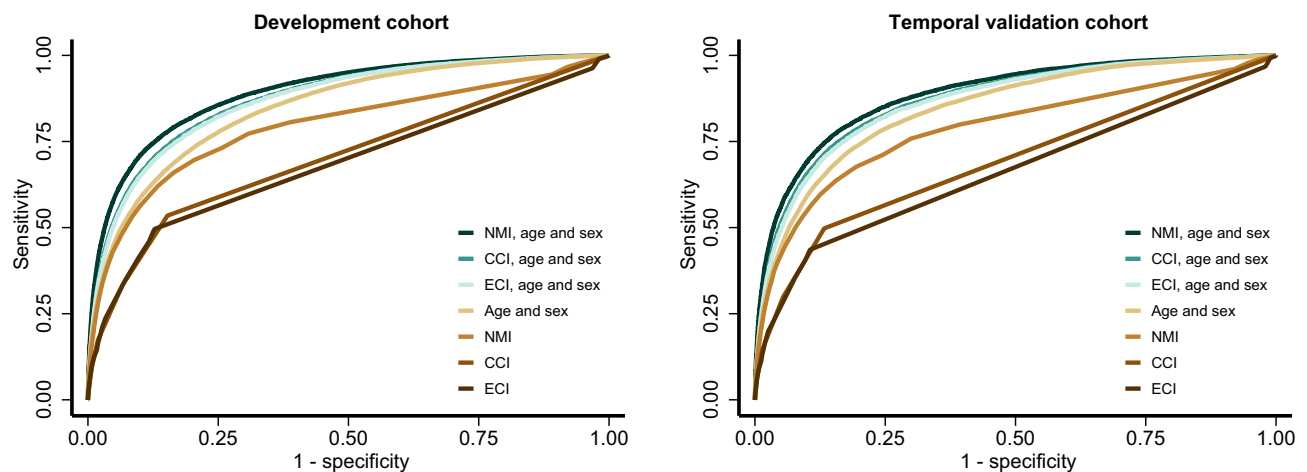 Development cohort
1.00
0.75
0.50
0.25
0.00
Sensitivity
NMI, age and sex
CCI, age and sex
ECI, age and sex
Age and sex
NMI
CCI
ECI
0.00 0.25 0.50 0.75 1.00
1 - specificity
Temporal validation cohort
1.00
0.75
0.50
0.25
0.00
Sensitivity
NMI, age and sex
CCI, age and sex
ECI, age and sex
Age and sex
NMI
CCI
ECI
0.00 0.25 0.50 0.75 1.00
1 - specificity